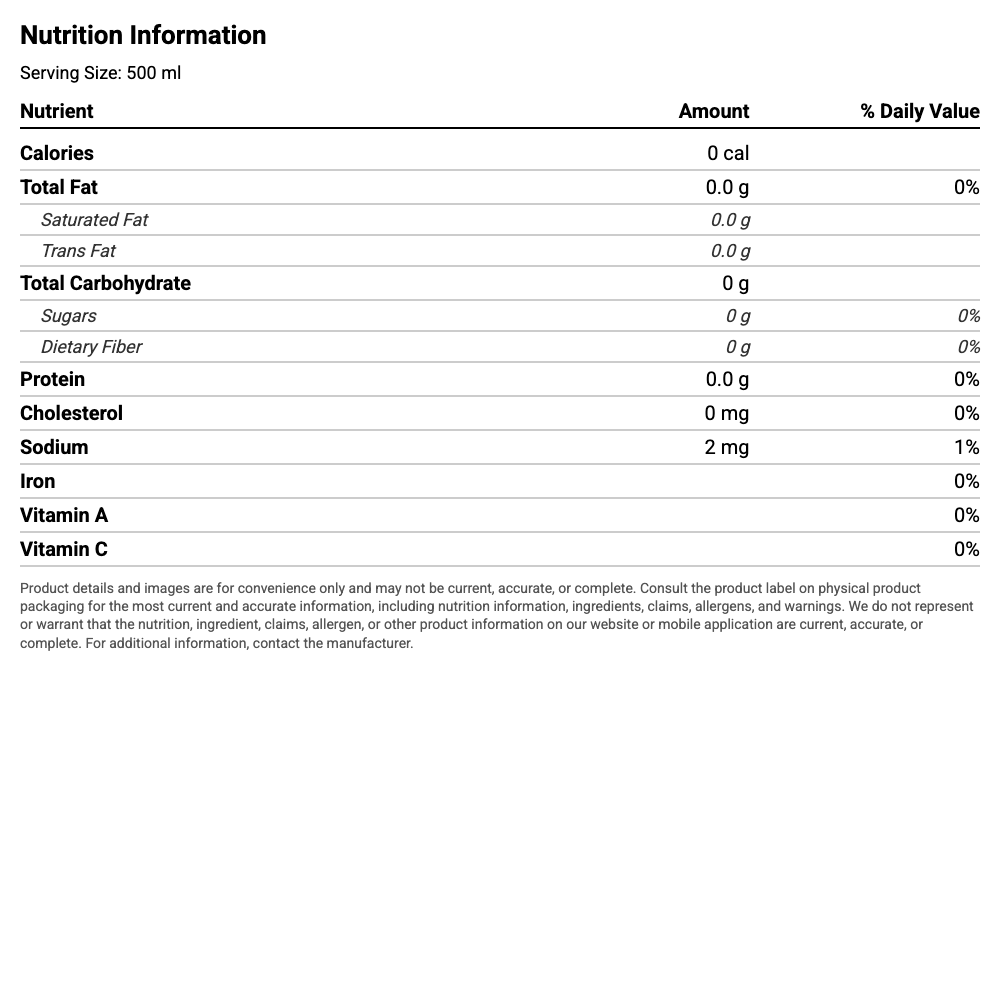 Nutrition Information
Serving Size: 500 ml
Nutrient Amount % Daily Value
Calories 0 cal
Total Fat 0.0 g 0%
Saturated Fat 0.0 g
Trans Fat 0.0 g
Total Carbohydrate 0 g
Sugars 0 g 0%
Dietary Fiber 0 g 0%
Protein 0.0 g 0%
Cholesterol 0 mg 0%
Sodium 2 mg 1%
Iron 0%
Vitamin A 0%
Vitamin C 0%
Product details and images are for convenience only and may not be current, accurate, or complete. Consult the product label on physical product
packaging for the most current and accurate information, including nutrition information, ingredients, claims, allergens, and warnings. We do not represent
or warrant that the nutrition, ingredient, claims, allergen, or other product information on our website or mobile application are current, accurate, or
complete. For additional information, contact the manufacturer.